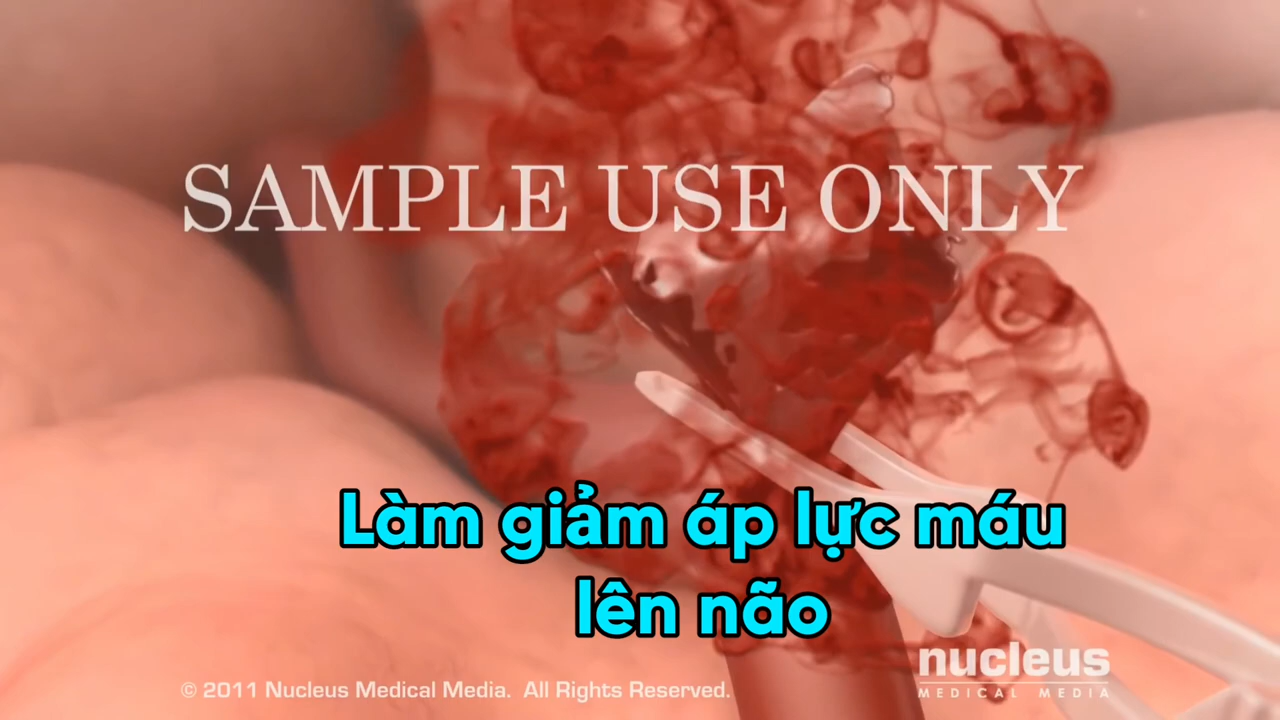 SAMPLE USE ONLY
Làm giảm áp lực máu
lên não
nucleus
MEDICAL MEDIA
© 2011 Nucleus Medical Media. All Rights Reserved.